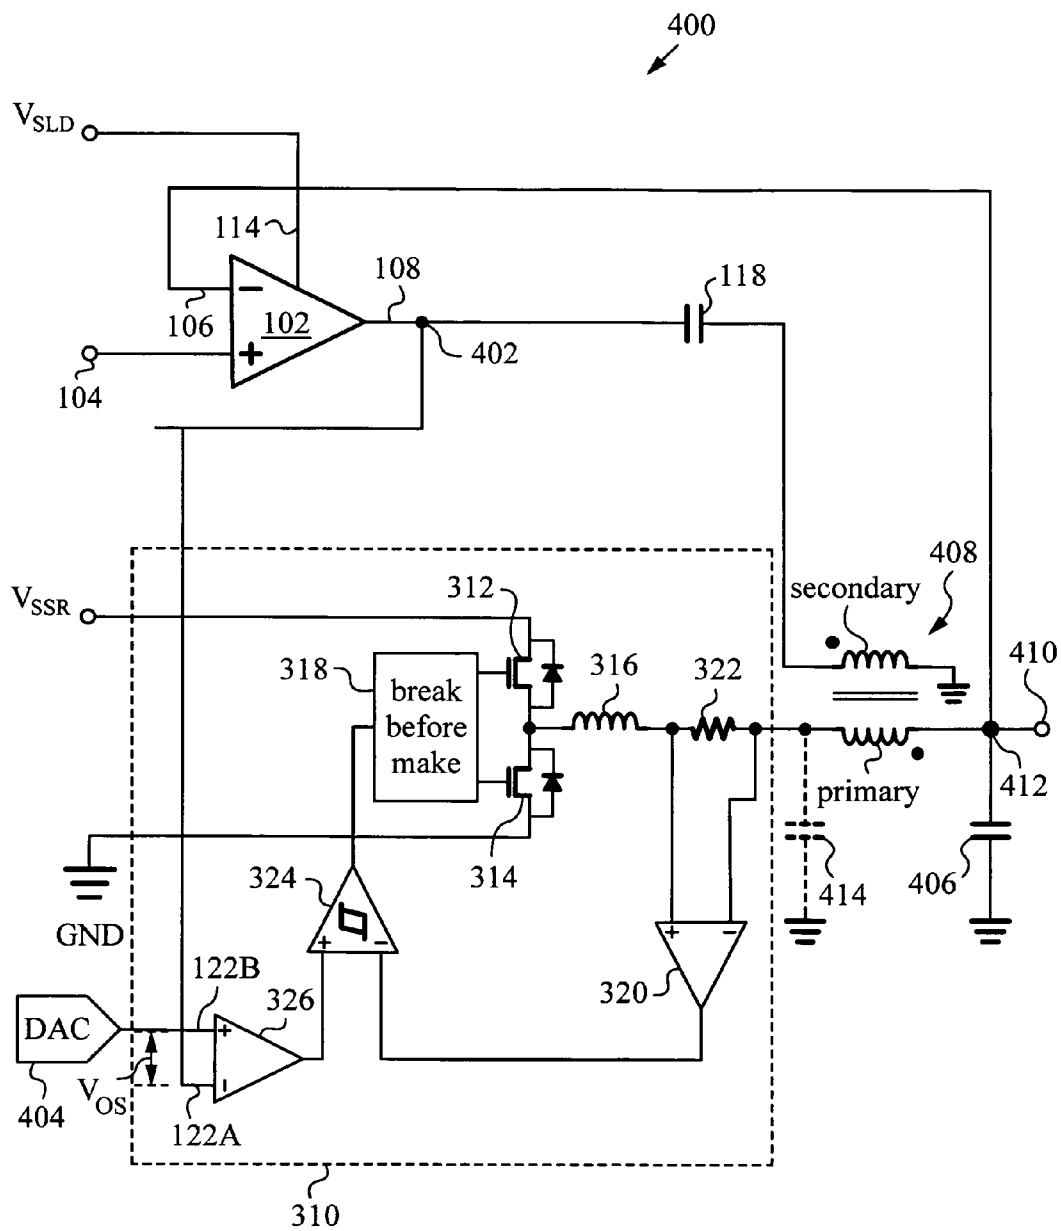 400
V_SLD
114
106
-
102
+
108
118
402
104
408
V_SSR
312
secondary
318
316
322
410
break
before
make
412
primary
314
414
406
324
GND
+
-
+
-
320
122B
326
DAC
+
V_OS
-
404
122A
310